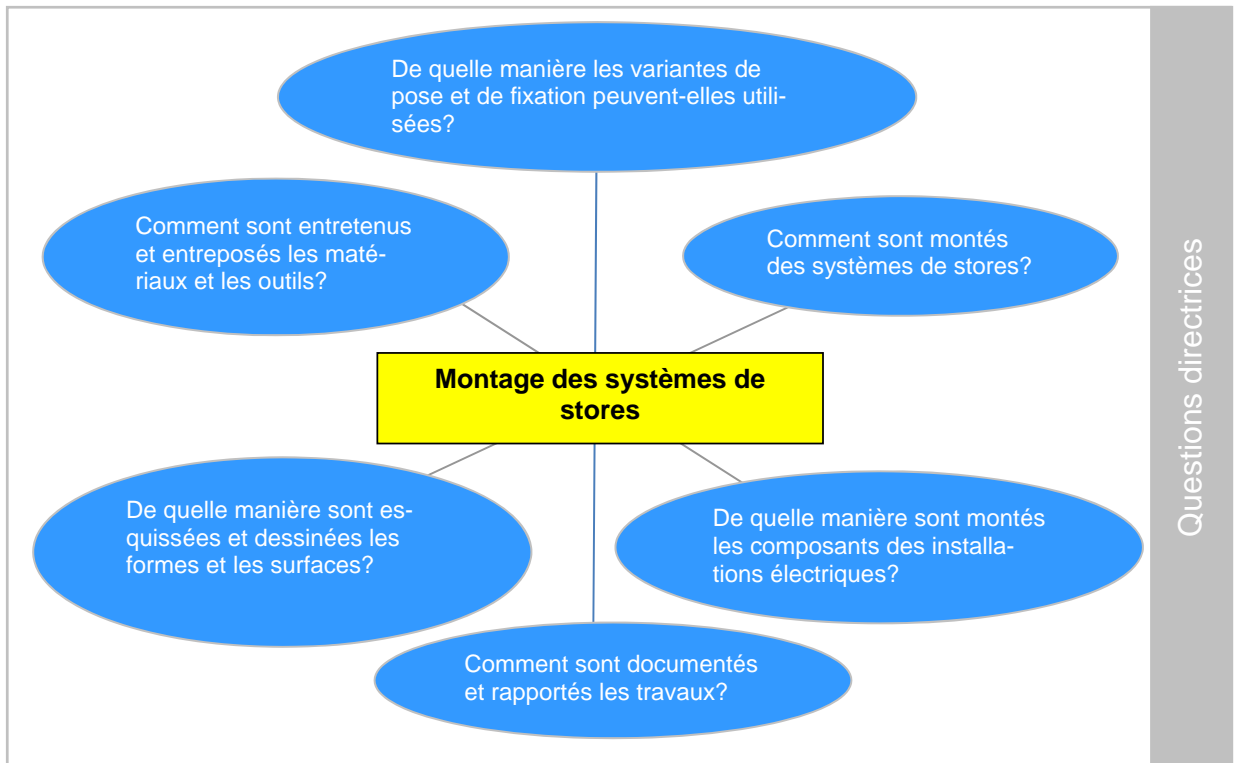 De quelle manière les variantes de
pose et de fixation peuvent-elles utili-
sées?
Comment sont entretenus
et entreposés les maté-
riaux et les outils?
Comment sont montés
des systèmes de stores?
Montage des systèmes de
stores
De quelle manière sont es-
quissées et dessinées les
formes et les surfaces?
De quelle manière sont montés
les composants des installa-
tions électriques?
Comment sont documentés
et rapportés les travaux?
Questions directrices